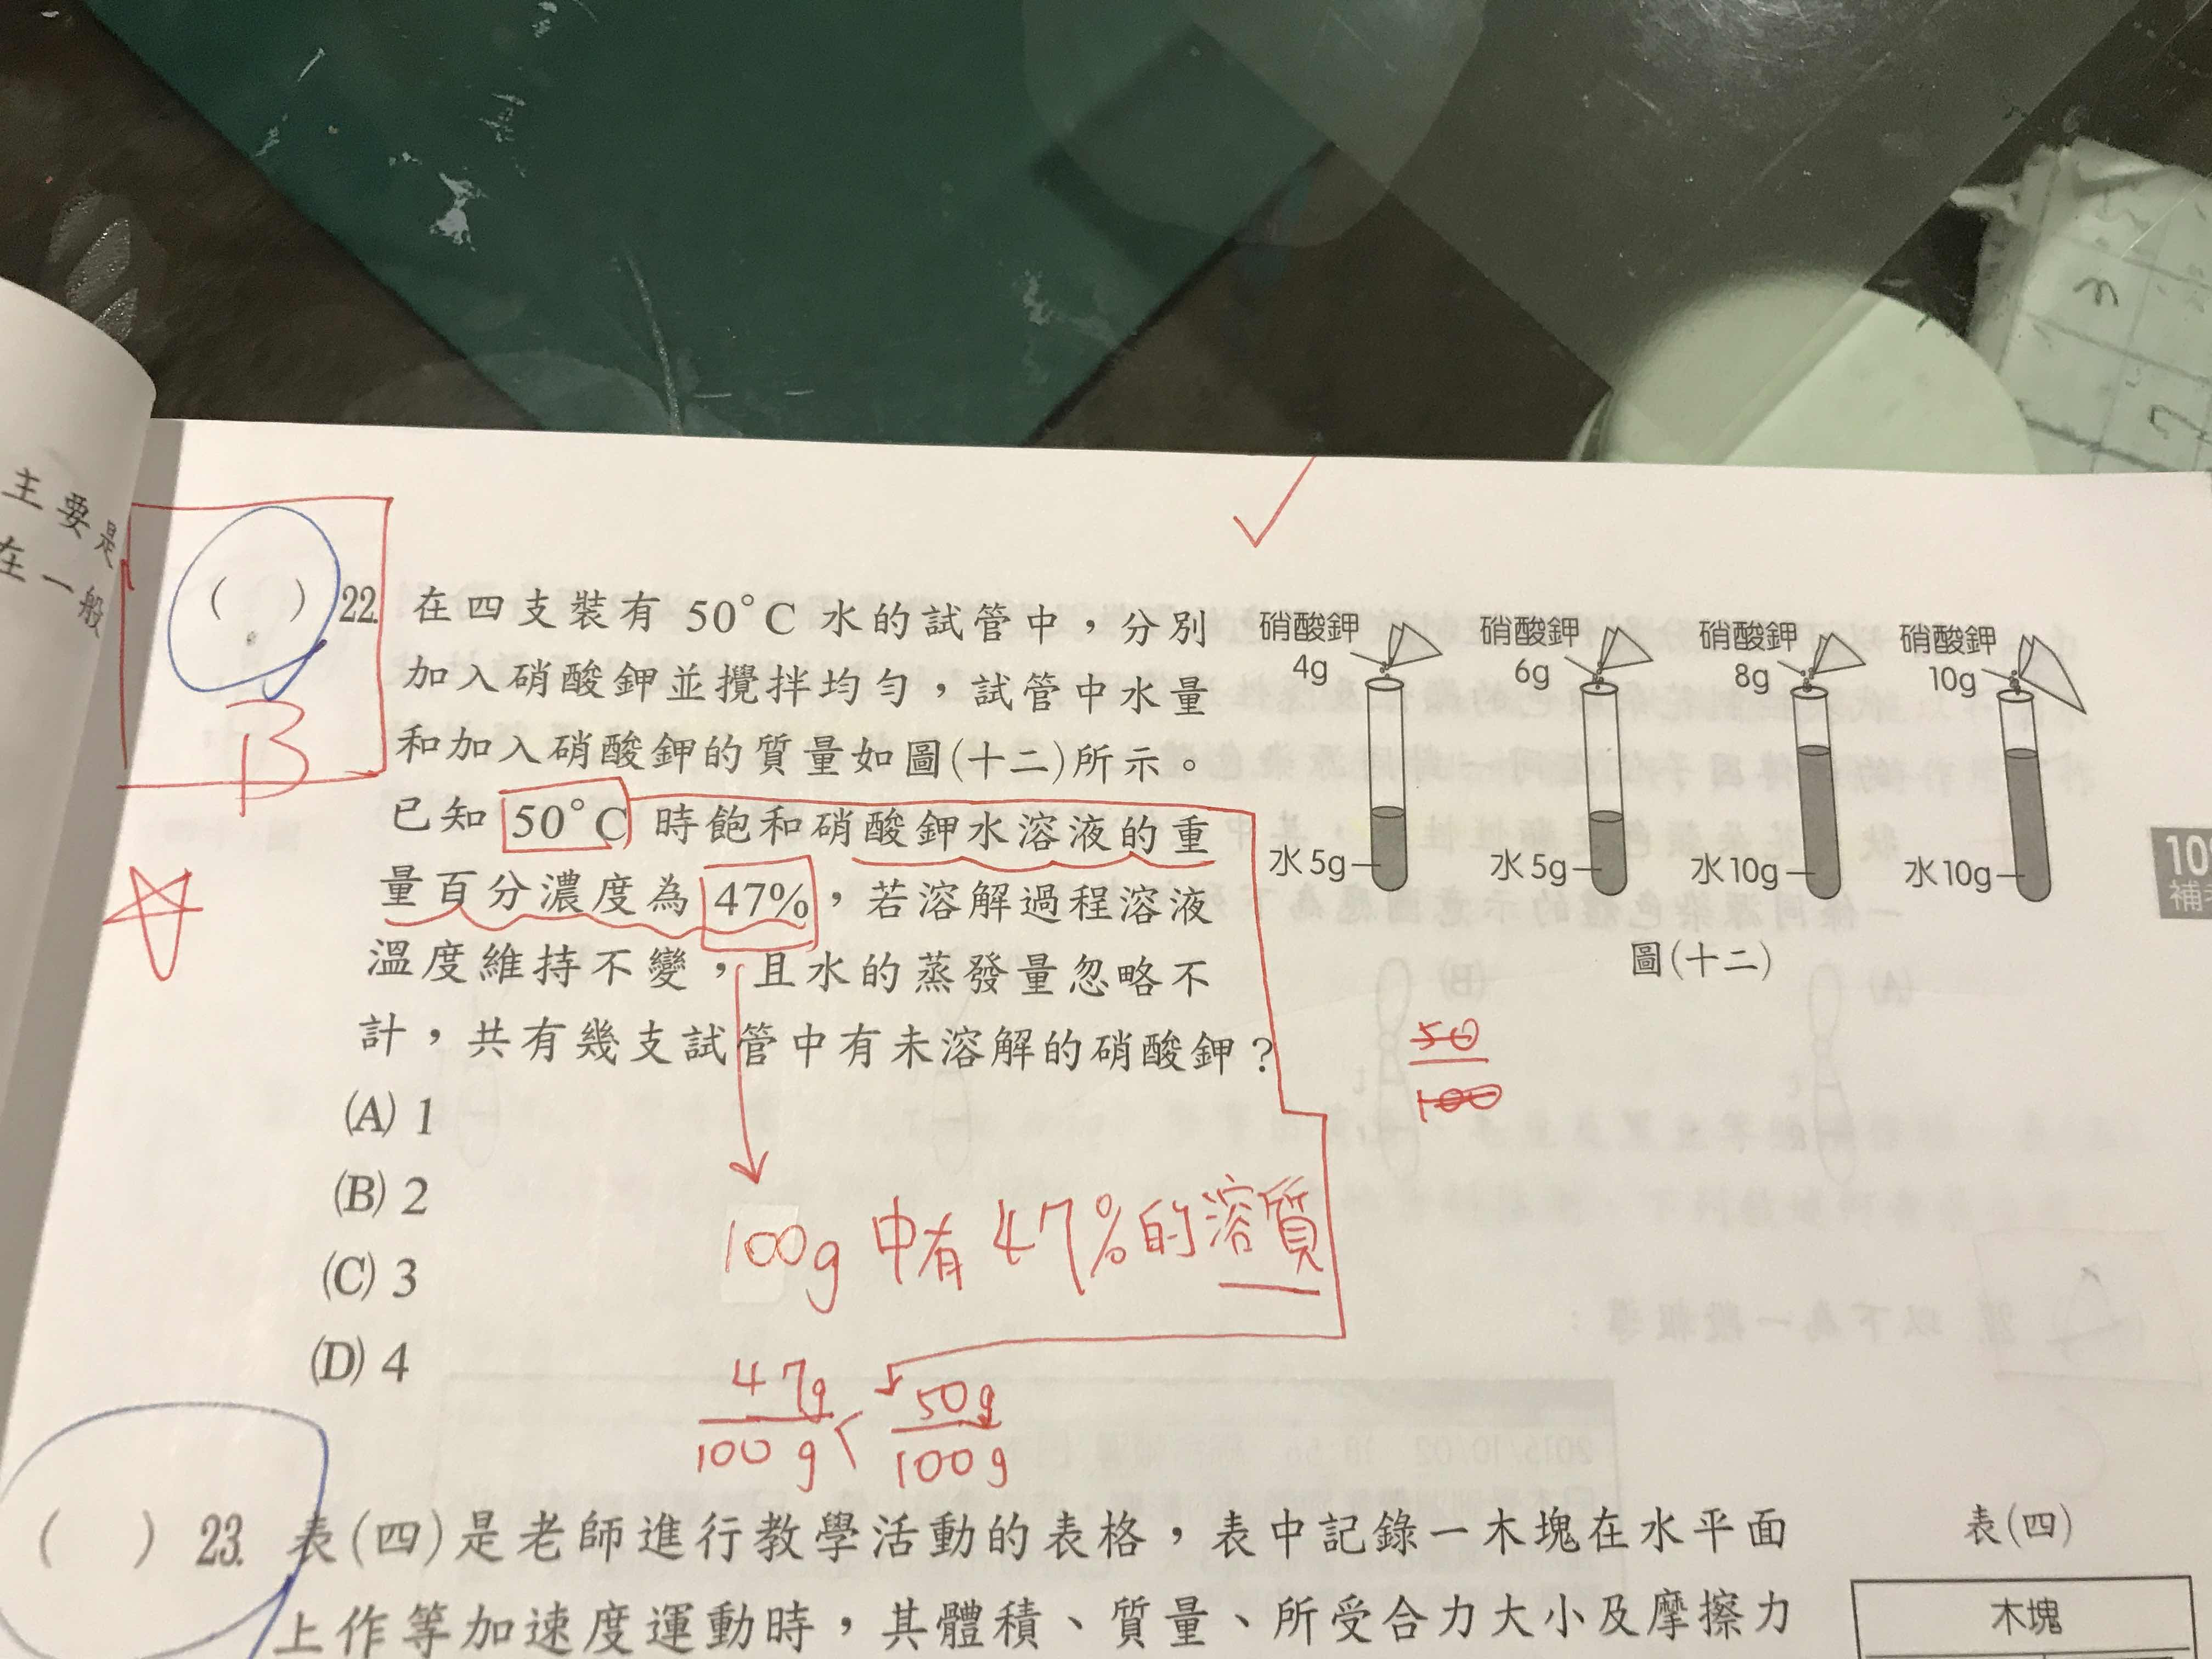 主要是
在一般
( ) 22. 在四支裝有 50°C 水的試管中，分別
加入硝酸鉀並攪拌均勻，試管中水量
和加入硝酸鉀的質量如圖(十二)所示。
已知 50°C 時飽和硝酸鉀水溶液的重
量百分濃度為 47%，若溶解過程溶液
溫度維持不變，且水的蒸發量忽略不
計，共有幾支試管中有未溶解的硝酸鉀？
(A) 1
(B) 2
(C) 3
(D) 4
B
硝酸鉀 4g
水 5g
硝酸鉀 6g
水 5g
硝酸鉀 8g
水 10g
硝酸鉀 10g
水 10g
圖(十二)
50
100
100g 中有 47% 的溶質
47g
100g
<
50g
100g
( ) 23. 表(四)是老師進行教學活動的表格，表中記錄一木塊在水平面
上作等加速度運動時，其體積、質量、所受合力大小及摩擦力
表(四)
木塊